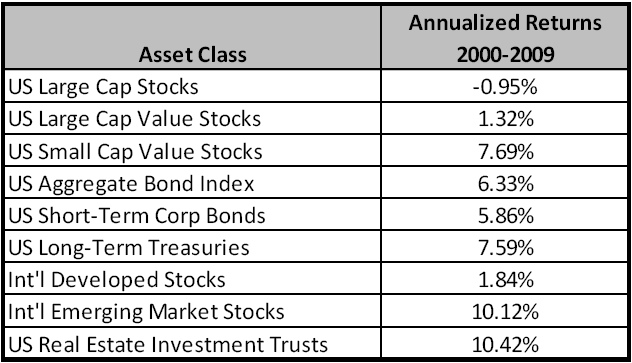 Asset Class Annualized Returns
2000-2009
US Large Cap Stocks -0.95%
US Large Cap Value Stocks 1.32%
US Small Cap Value Stocks 7.69%
US Aggregate Bond Index 6.33%
US Short-Term Corp Bonds 5.86%
US Long-Term Treasuries 7.59%
Int'l Developed Stocks 1.84%
Int'l Emerging Market Stocks 10.12%
US Real Estate Investment Trusts 10.42%